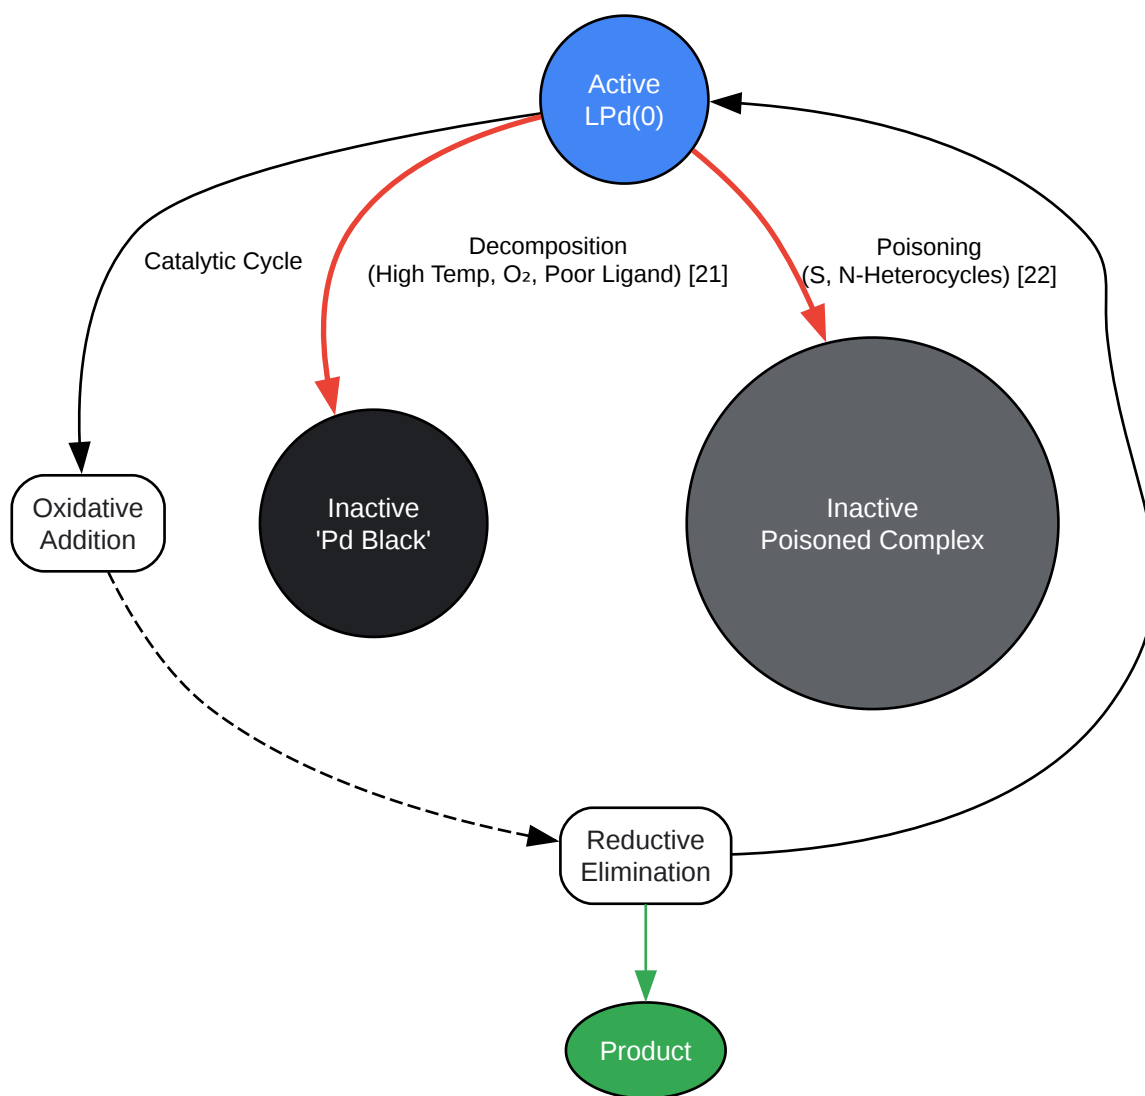 Active
LPd(0)
Catalytic Cycle
Decomposition
(High Temp, O₂, Poor Ligand) [21]
Poisoning
(S, N-Heterocycles) [22]
Oxidative
Addition
Inactive
'Pd Black'
Inactive
Poisoned Complex
Reductive
Elimination
Product